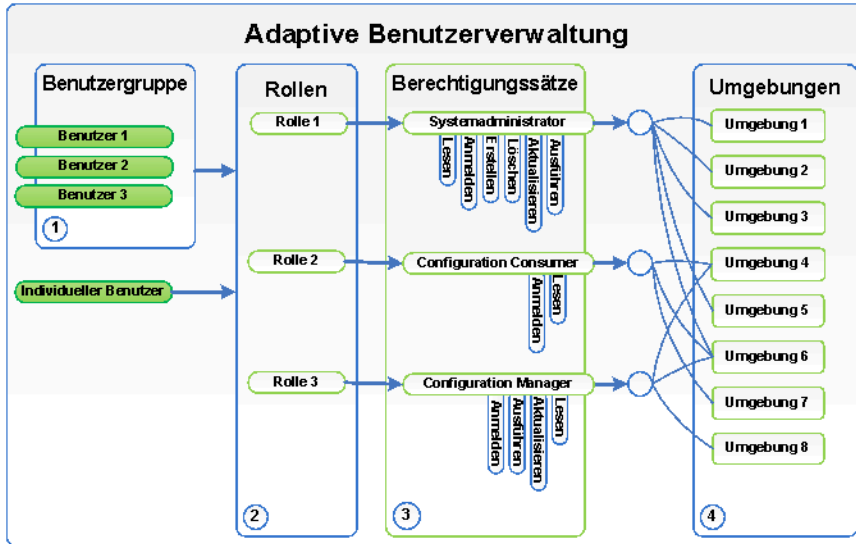 Adaptive Benutzerverwaltung
Benutzergruppe
Benutzer 1
Benutzer 2
Benutzer 3
1
Individueller Benutzer
Rollen
Rolle 1
Rolle 2
Rolle 3
2
Berechtigungssätze
Systemadministrator
Lesen
Anmelden
Erstellen
Löschen
Aktualisieren
Ausführen
Configuration Consumer
Anmelden
Lesen
Configuration Manager
Anmelden
Ausführen
Aktualisieren
Lesen
3
Umgebungen
Umgebung 1
Umgebung 2
Umgebung 3
Umgebung 4
Umgebung 5
Umgebung 6
Umgebung 7
Umgebung 8
4